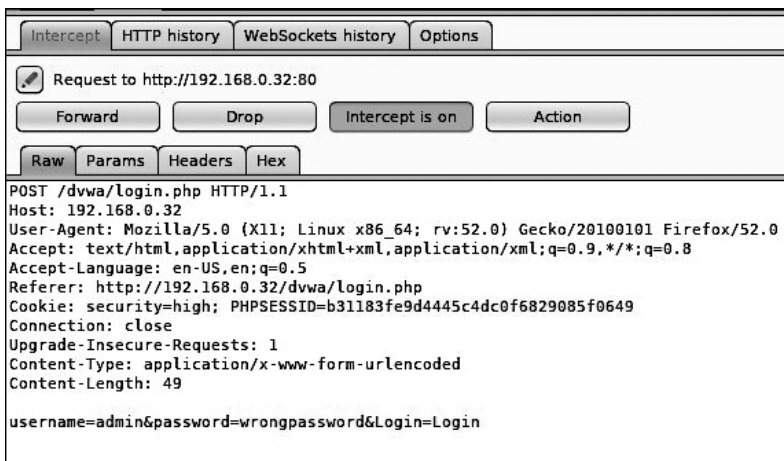 Intercept HTTP history WebSockets history Options
Request to http://192.168.0.32:80
Forward Drop Intercept is on Action
Raw Params Headers Hex
POST /dvwa/login.php HTTP/1.1
Host: 192.168.0.32
User-Agent: Mozilla/5.0 (X11; Linux x86_64; rv:52.0) Gecko/20100101 Firefox/52.0
Accept: text/html,application/xhtml+xml,application/xml;q=0.9,*/*;q=0.8
Accept-Language: en-US,en;q=0.5
Referer: http://192.168.0.32/dvwa/login.php
Cookie: security=high; PHPSESSID=b31183fe9d4445c4dc0f6829085f0649
Connection: close
Upgrade-Insecure-Requests: 1
Content-Type: application/x-www-form-urlencoded
Content-Length: 49
username=admin&password=wrongpassword&Login=Login